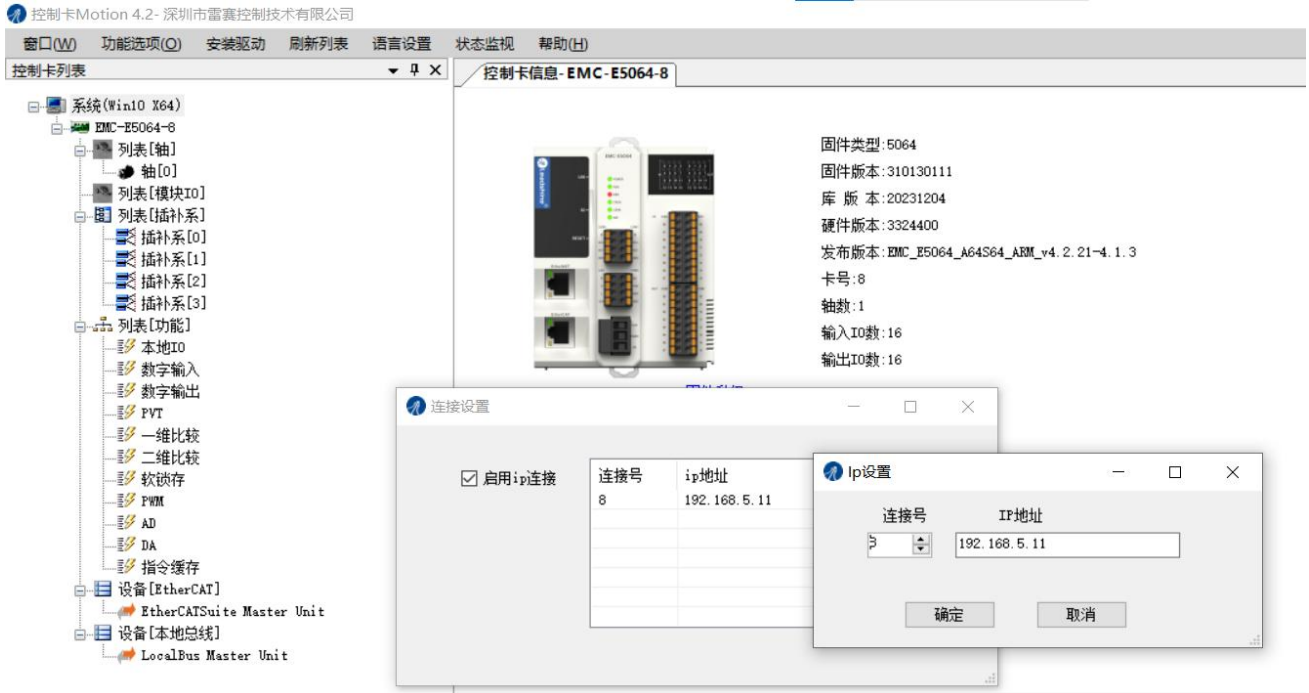 控制卡Motion 4.2- 深圳市雷赛控制技术有限公司
窗口(W) 功能选项(O) 安装驱动 刷新列表 语言设置 状态监视 帮助(H)
控制卡列表
控制卡信息-EMC-E5064-8
系统(Win10 X64)
EMC-E5064-8
列表[轴]
轴[0]
列表[模块IO]
列表[插补系]
插补系[0]
插补系[1]
插补系[2]
插补系[3]
列表[功能]
本地IO
数字输入
数字输出
PVT
一维比较
二维比较
软锁存
PWM
AD
DA
指令缓存
设备[EtherCAT]
EtherCATSuite Master Unit
设备[本地总线]
LocalBus Master Unit
固件类型:5064
固件版本:310130111
库 版 本:20231204
硬件版本:3324400
发布版本:EMC_E5064_A64S64_ARM_v4.2.21-4.1.3
卡号:8
轴数:1
输入IO数:16
输出IO数:16
连接设置
启用ip连接
连接号 ip地址
8 192.168.5.11
Ip设置
连接号 IP地址
192.168.5.11
确定 取消